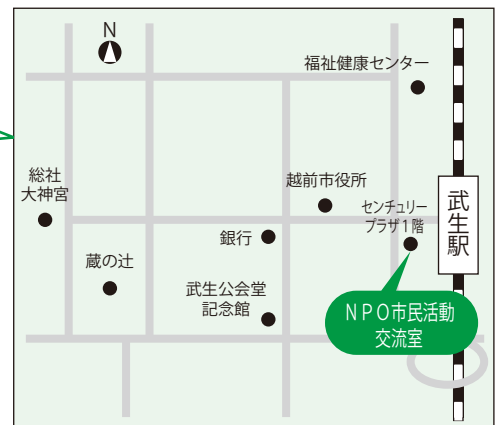 N
福祉健康センター
総社
大神宮
越前市役所
センチュリー
プラザ1階
武生駅
銀行
蔵の辻
武生公会堂
記念館
NPO市民活動
交流室